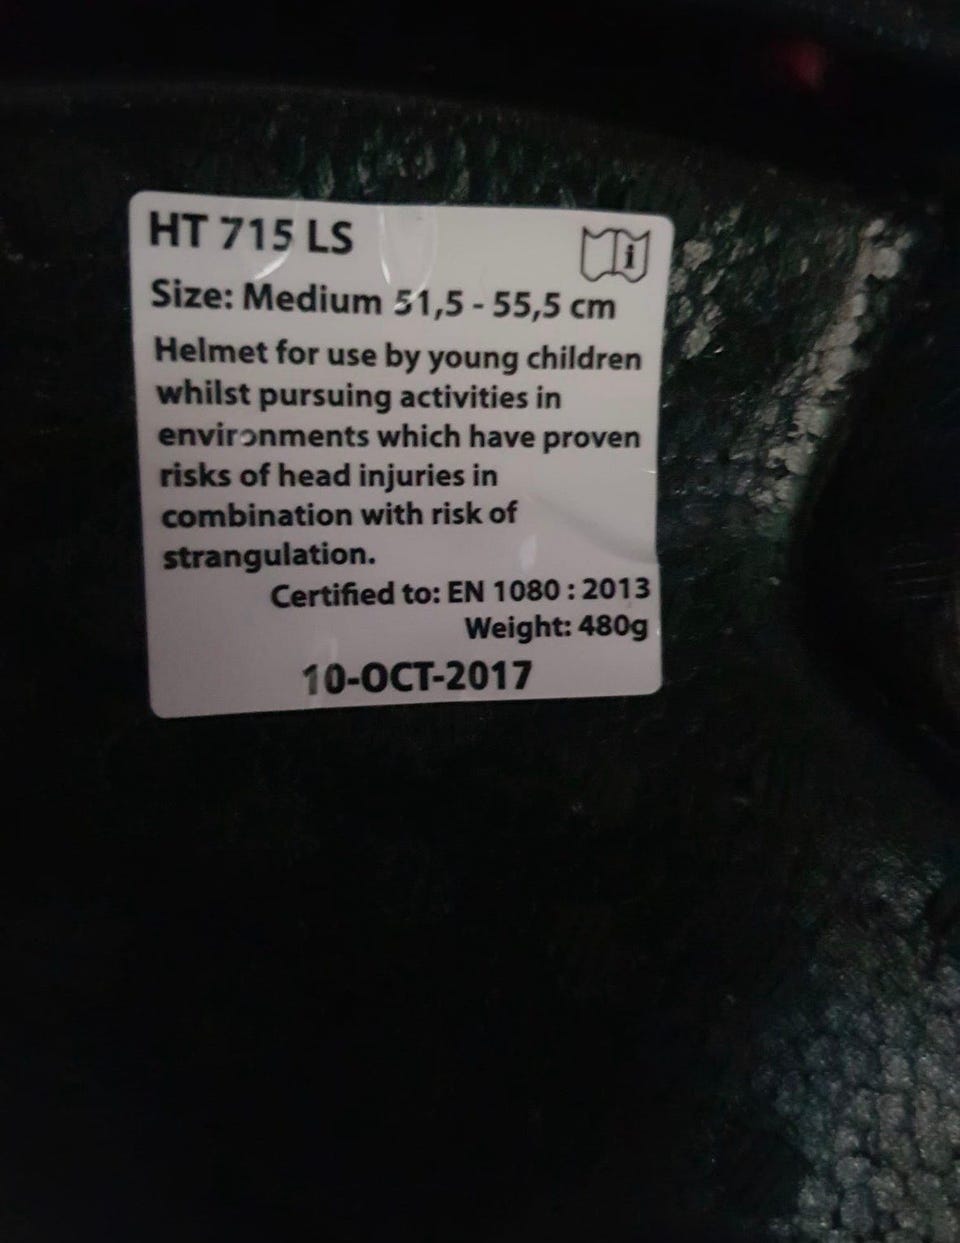 HT 715 LS
i
Size: Medium 51,5 - 55,5 cm
Helmet for use by young children
whilst pursuing activities in
environments which have proven
risks of head injuries in
combination with risk of
strangulation.
Certified to: EN 1080 : 2013
Weight: 480g
10-OCT-2017